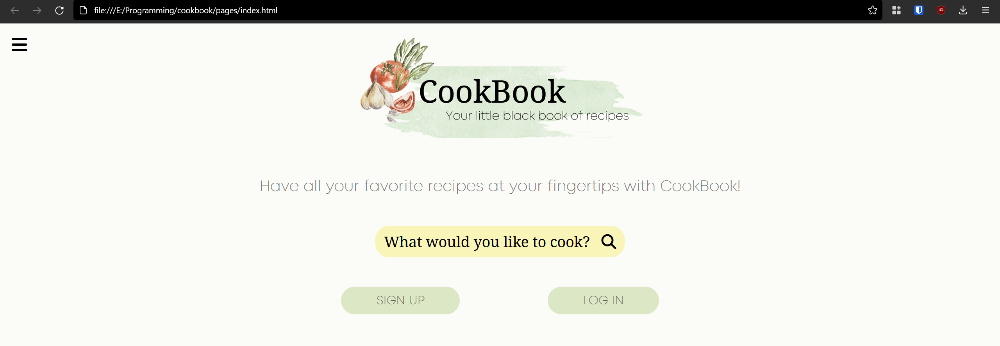 file:///E:/Programming/cookbook/pages/index.html
CookBook
Your little black book of recipes
Have all your favorite recipes at your fingertips with CookBook!
What would you like to cook?
SIGN UP
LOG IN